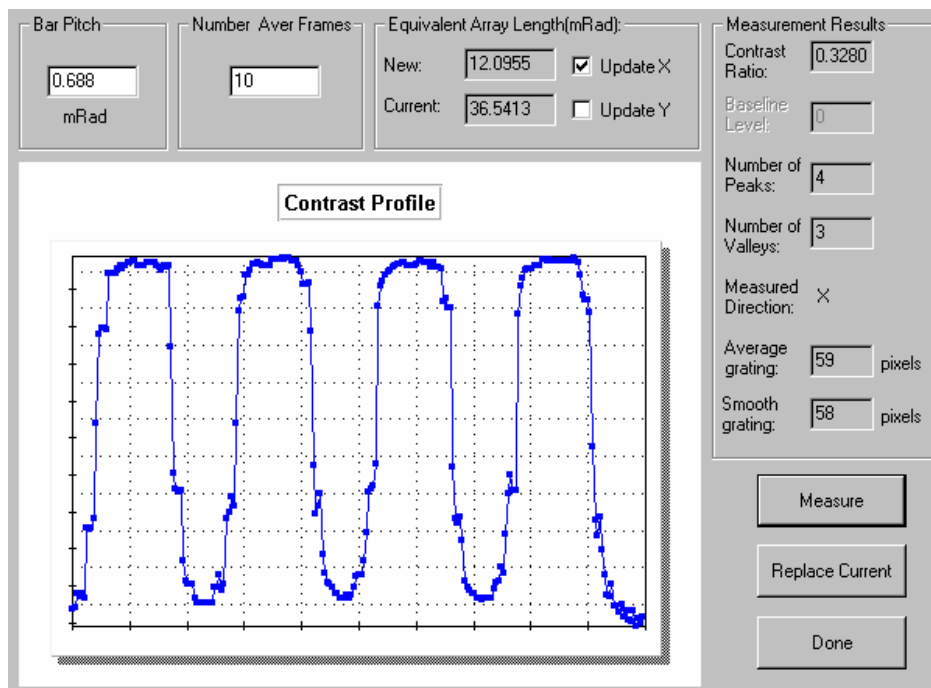 Bar Pitch
0.688
mRad
Number Aver Frames
10
Equivalent Array Length(mRad):
New: 12.0955 Update X
Current: 36.5413 Update Y
Measurement Results
Contrast
Ratio: 0.3280
Baseline
Level: 0
Number of
Peaks: 4
Number of
Valleys: 3
Measured
Direction: X
Average
grating: 59 pixels
Smooth
grating: 58 pixels
Contrast Profile
Measure
Replace Current
Done